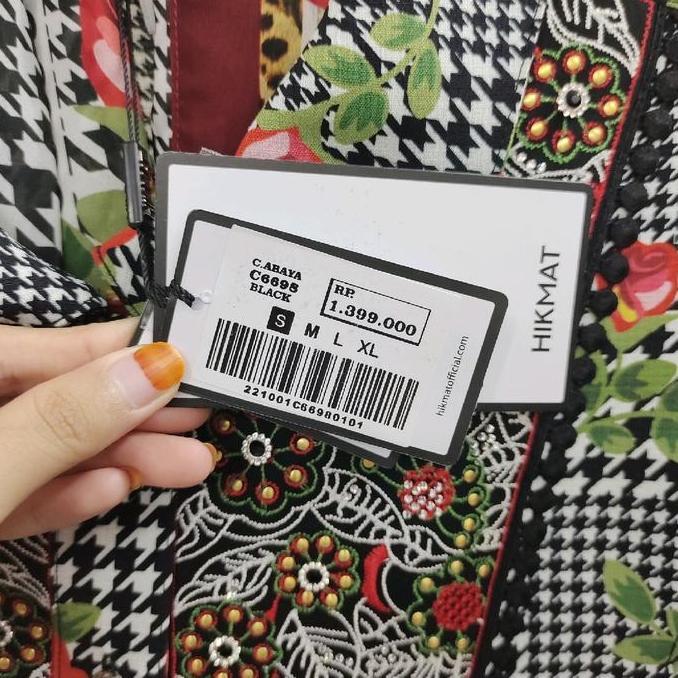 C.ABAYA
C6698
BLACK
RP.
1.399.000
S M L XL
221001C66980101
hikmatofficial.com
HIKMAT